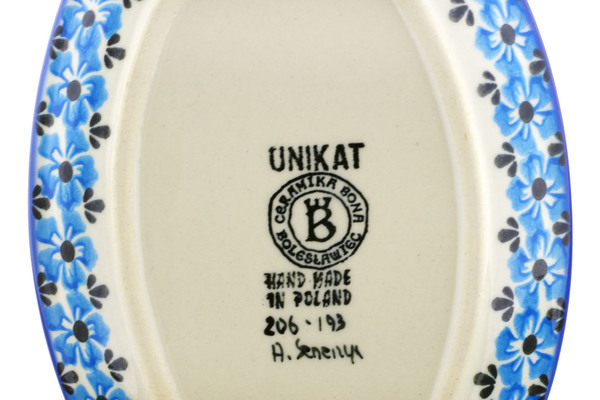 UNIKAT
CERAMIKA BONA
B
BOLESŁAWIEC
HAND MADE
IN POLAND
206-193
A.